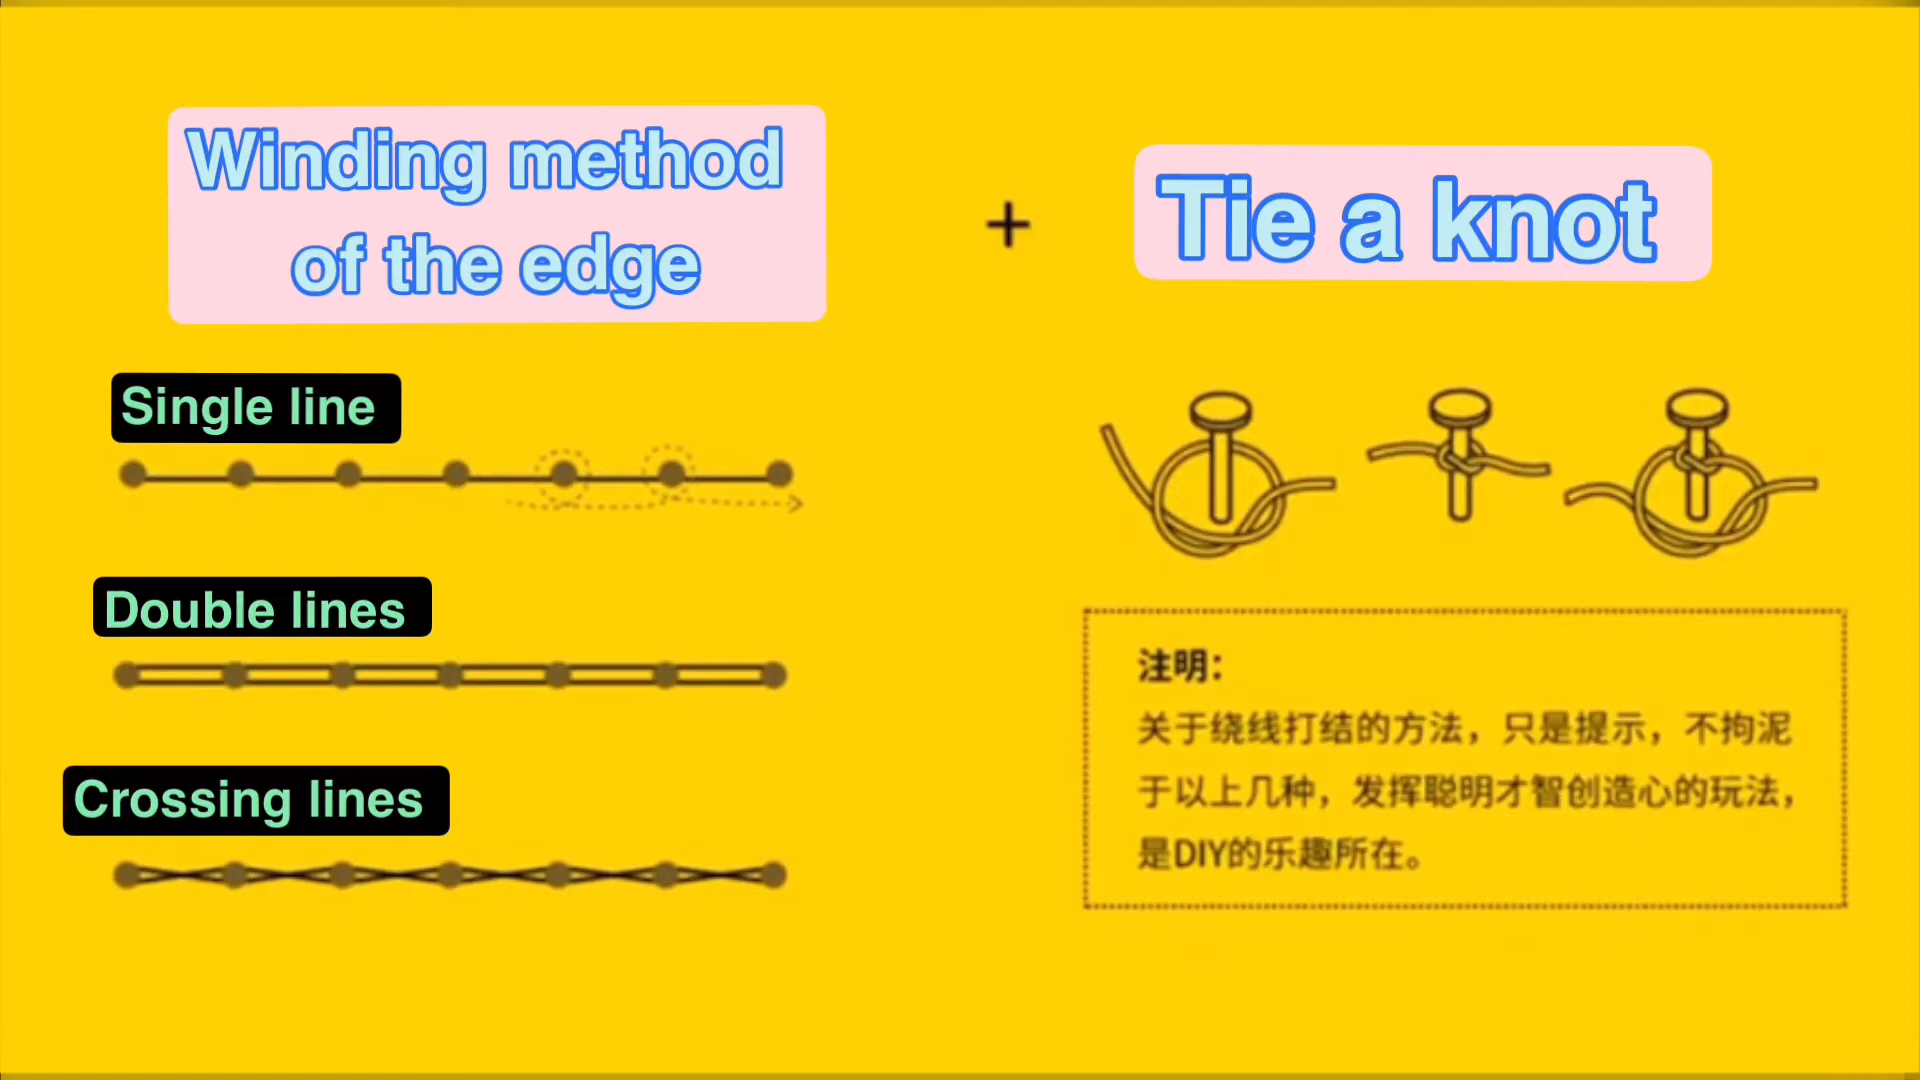 Winding method
of the edge
+
Tie a knot
Single line
Double lines
Crossing lines
注明：
关于绕线打结的方法，只是提示，不拘泥
于以上几种，发挥聪明才智创造心的玩法，
是DIY的乐趣所在。